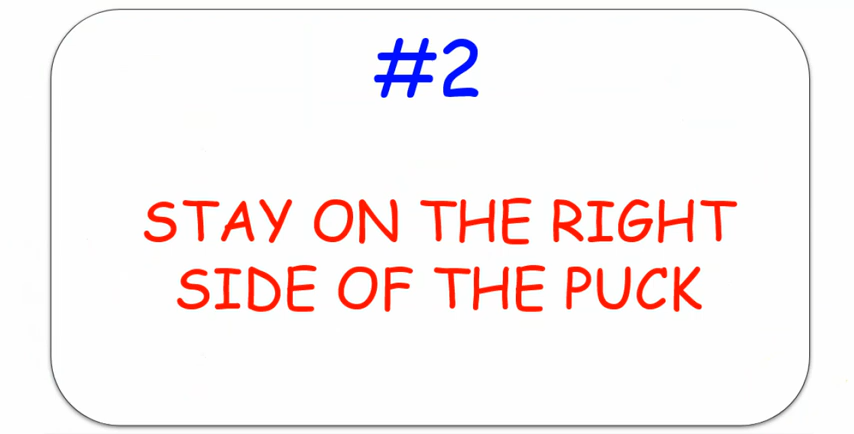 #2
STAY ON THE RIGHT
SIDE OF THE PUCK